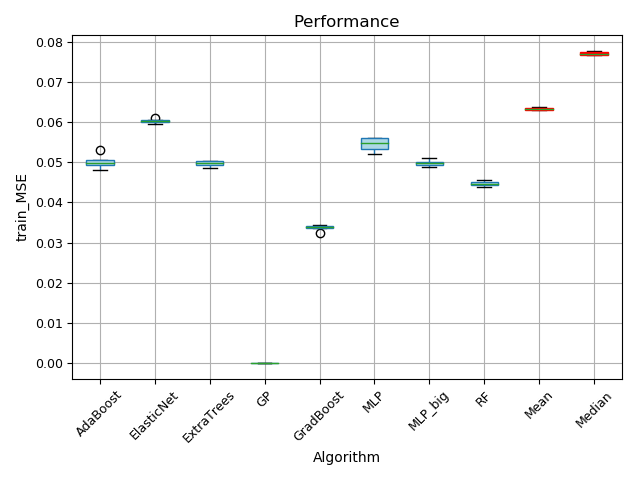 Performance
train_MSE
0.08
0.07
0.06
0.05
0.04
0.03
0.02
0.01
0.00
AdaBoost
ElasticNet
ExtraTrees
GP
GradBoost
MLP
MLP_big
RF
Mean
Median
Algorithm